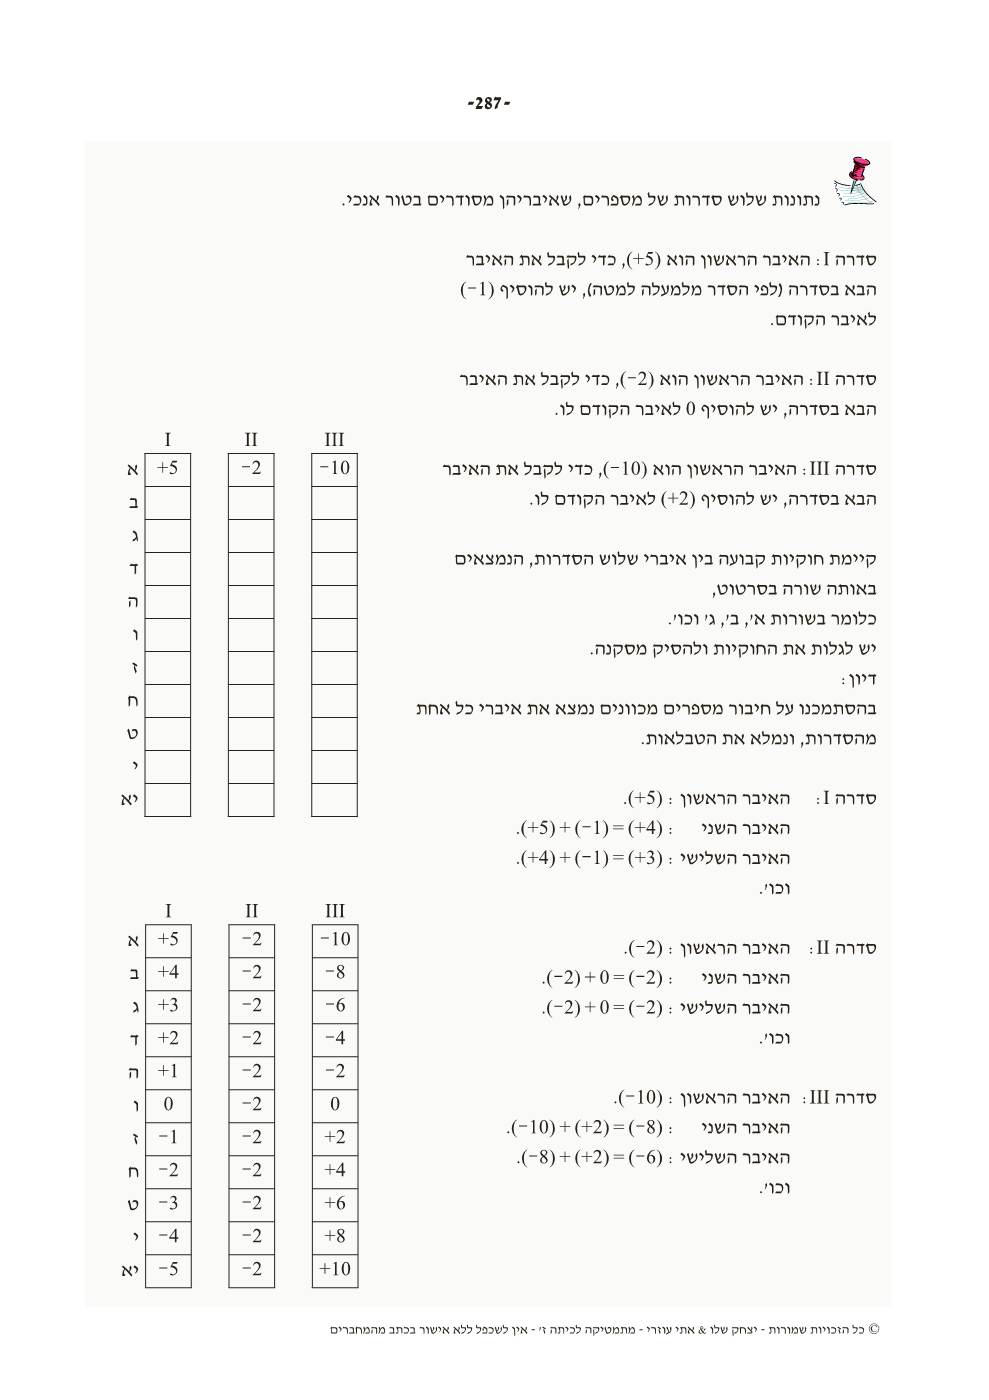 -287-
נתונות שלוש סדרות של מספרים, שאיבריהן מסודרים בטור אנכי.
סדרה I: האיבר הראשון הוא (+5), כדי לקבל את האיבר
הבא בסדרה (לפי הסדר מלמעלה למטה), יש להוסיף (−1)
לאיבר הקודם.
סדרה II: האיבר הראשון הוא (−2), כדי לקבל את האיבר
הבא בסדרה, יש להוסיף 0 לאיבר הקודם לו.
סדרה III: האיבר הראשון הוא (−10), כדי לקבל את האיבר
הבא בסדרה, יש להוסיף (+2) לאיבר הקודם לו.
קיימת חוקיות קבועה בין איברי שלוש הסדרות, הנמצאים
באותה שורה בסרטוט,
כלומר בשורות א׳, ב׳, ג׳ וכו׳.
יש לגלות את החוקיות ולהסיק מסקנה.
דיון:
בהסתמכנו על חיבור מספרים מכוונים נמצא את איברי כל אחת
מהסדרות, ונמלא את הטבלאות.
I II III
א +5 −2 −10
ב
ג
ד
ה
ו
ז
ח
ט
י
יא
סדרה I: האיבר הראשון : (+5).
האיבר השני : (+5) + (−1) = (+4).
האיבר השלישי : (+4) + (−1) = (+3).
וכו׳.
סדרה II: האיבר הראשון : (−2).
האיבר השני : (−2) + 0 = (−2).
האיבר השלישי : (−2) + 0 = (−2).
וכו׳.
סדרה III: האיבר הראשון : (−10).
האיבר השני : (−10) + (+2) = (−8).
האיבר השלישי : (−8) + (+2) = (−6).
וכו׳.
I II III
א +5 −2 −10
ב +4 −2 −8
ג +3 −2 −6
ד +2 −2 −4
ה +1 −2 −2
ו 0 −2 0
ז −1 −2 +2
ח −2 −2 +4
ט −3 −2 +6
י −4 −2 +8
יא −5 −2 +10
© כל הזכויות שמורות - יצחק שלו & אתי עוזרי - מתמטיקה לכיתה ז׳ - אין לשכפל ללא אישור בכתב מהמחברים